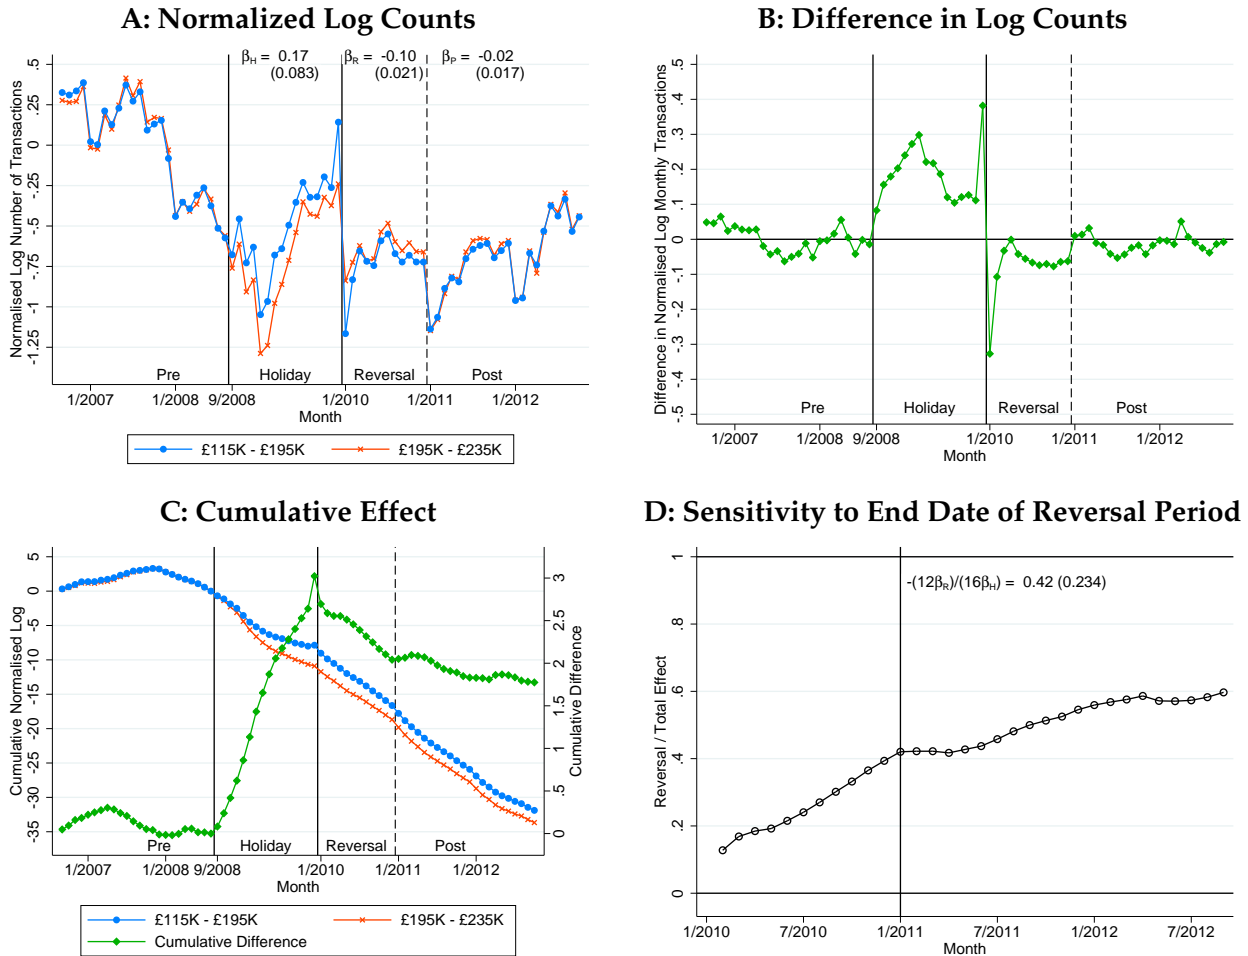 A: Normalized Log Counts
β_H = 0.17
(0.083)
β_R = -0.10
(0.021)
β_P = -0.02
(0.017)
Normalised Log Number of Transactions
.5
.25
0
-.25
-.5
-.75
-1
-1.25
Pre
Holiday
Reversal
Post
1/2007
1/2008
9/2008
1/2010
1/2011
1/2012
Month
£115K - £195K
£195K - £235K
B: Difference in Log Counts
Difference in Normalised Log Monthly Transactions
.5
.4
.3
.2
.1
0
-.1
-.2
-.3
-.4
-.5
Pre
Holiday
Reversal
Post
1/2007
1/2008
9/2008
1/2010
1/2011
1/2012
Month
C: Cumulative Effect
Cumulative Normalised Log
5
0
-5
-10
-15
-20
-25
-30
-35
3
2.5
2
1.5
1
.5
0
Cumulative Difference
Pre
Holiday
Reversal
Post
1/2007
1/2008
9/2008
1/2010
1/2011
1/2012
Month
£115K - £195K
£195K - £235K
Cumulative Difference
D: Sensitivity to End Date of Reversal Period
-(12β_R)/(16β_H) = 0.42 (0.234)
Reversal / Total Effect
1
.8
.6
.4
.2
0
1/2010
7/2010
1/2011
7/2011
1/2012
7/2012
Month